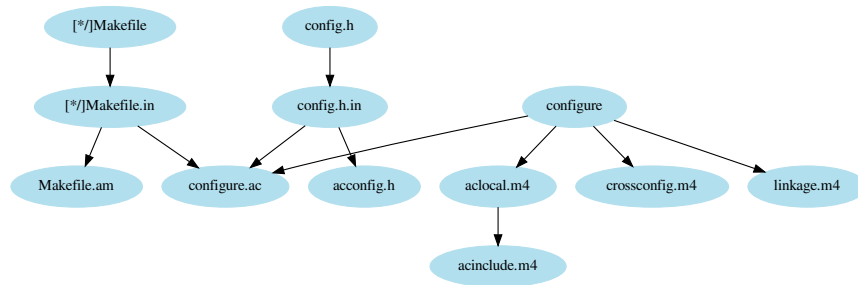 [*/]Makefile
config.h
[*/]Makefile.in
config.h.in
configure
Makefile.am
configure.ac
acconfig.h
aclocal.m4
crossconfig.m4
linkage.m4
acinclude.m4